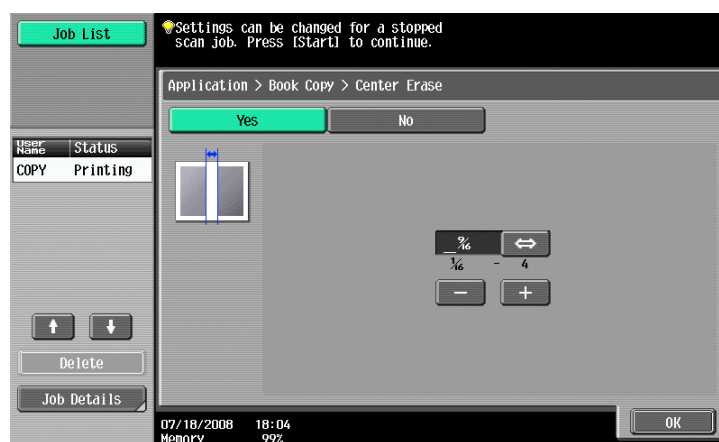 Job List
Settings can be changed for a stopped
scan job. Press [Start] to continue.
Application > Book Copy > Center Erase
Yes
No
User Name
Status
COPY
Printing
9/16
1/16 - 4
− +
Delete
Job Details
07/18/2008 18:04
Memory 99%
OK